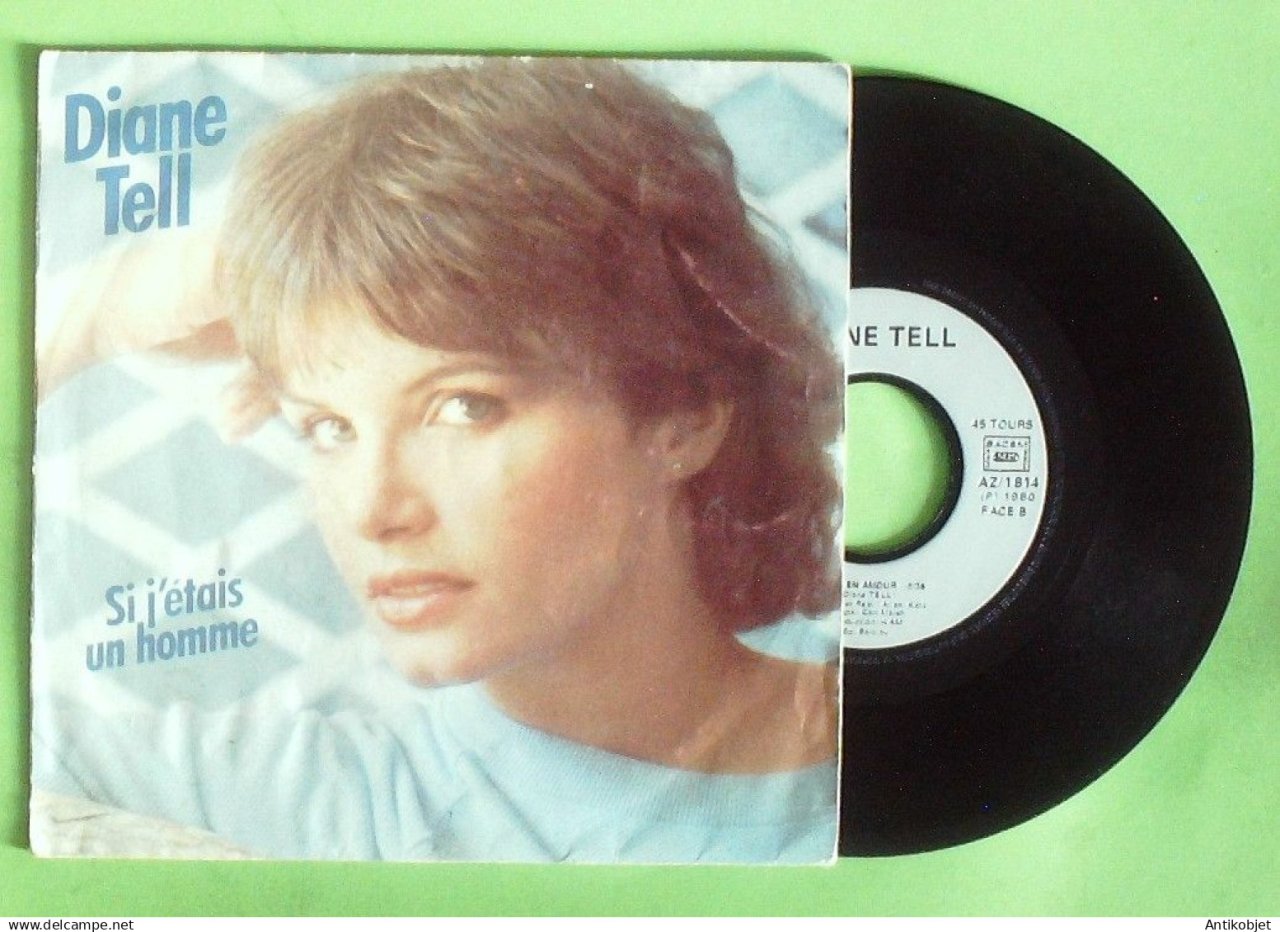 Diane
Tell
Si j'étais
un homme
NE TELL
45 TOURS
SACEM
AZ/1814
(P) 1980
FACE B
EN AMOUR
Diane TELL
www.delcampe.net
Antikobjet